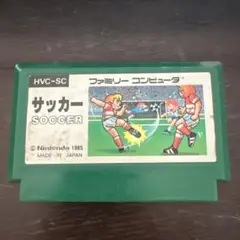 HVC-SC
ファミリー コンピュータ
サッカー
SOCCER
© Nintendo 1985
MADE IN JAPAN